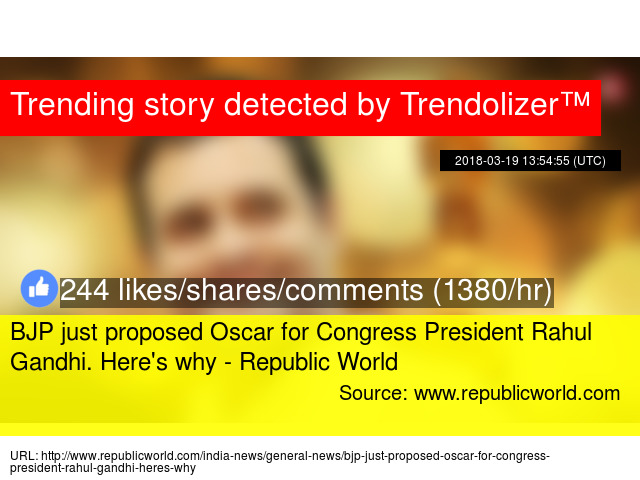 Trending story detected by Trendolizer™
2018-03-19 13:54:55 (UTC)
244 likes/shares/comments (1380/hr)
BJP just proposed Oscar for Congress President Rahul
Gandhi. Here's why - Republic World
Source: www.republicworld.com
URL: http://www.republicworld.com/india-news/general-news/bjp-just-proposed-oscar-for-congress-
president-rahul-gandhi-heres-why